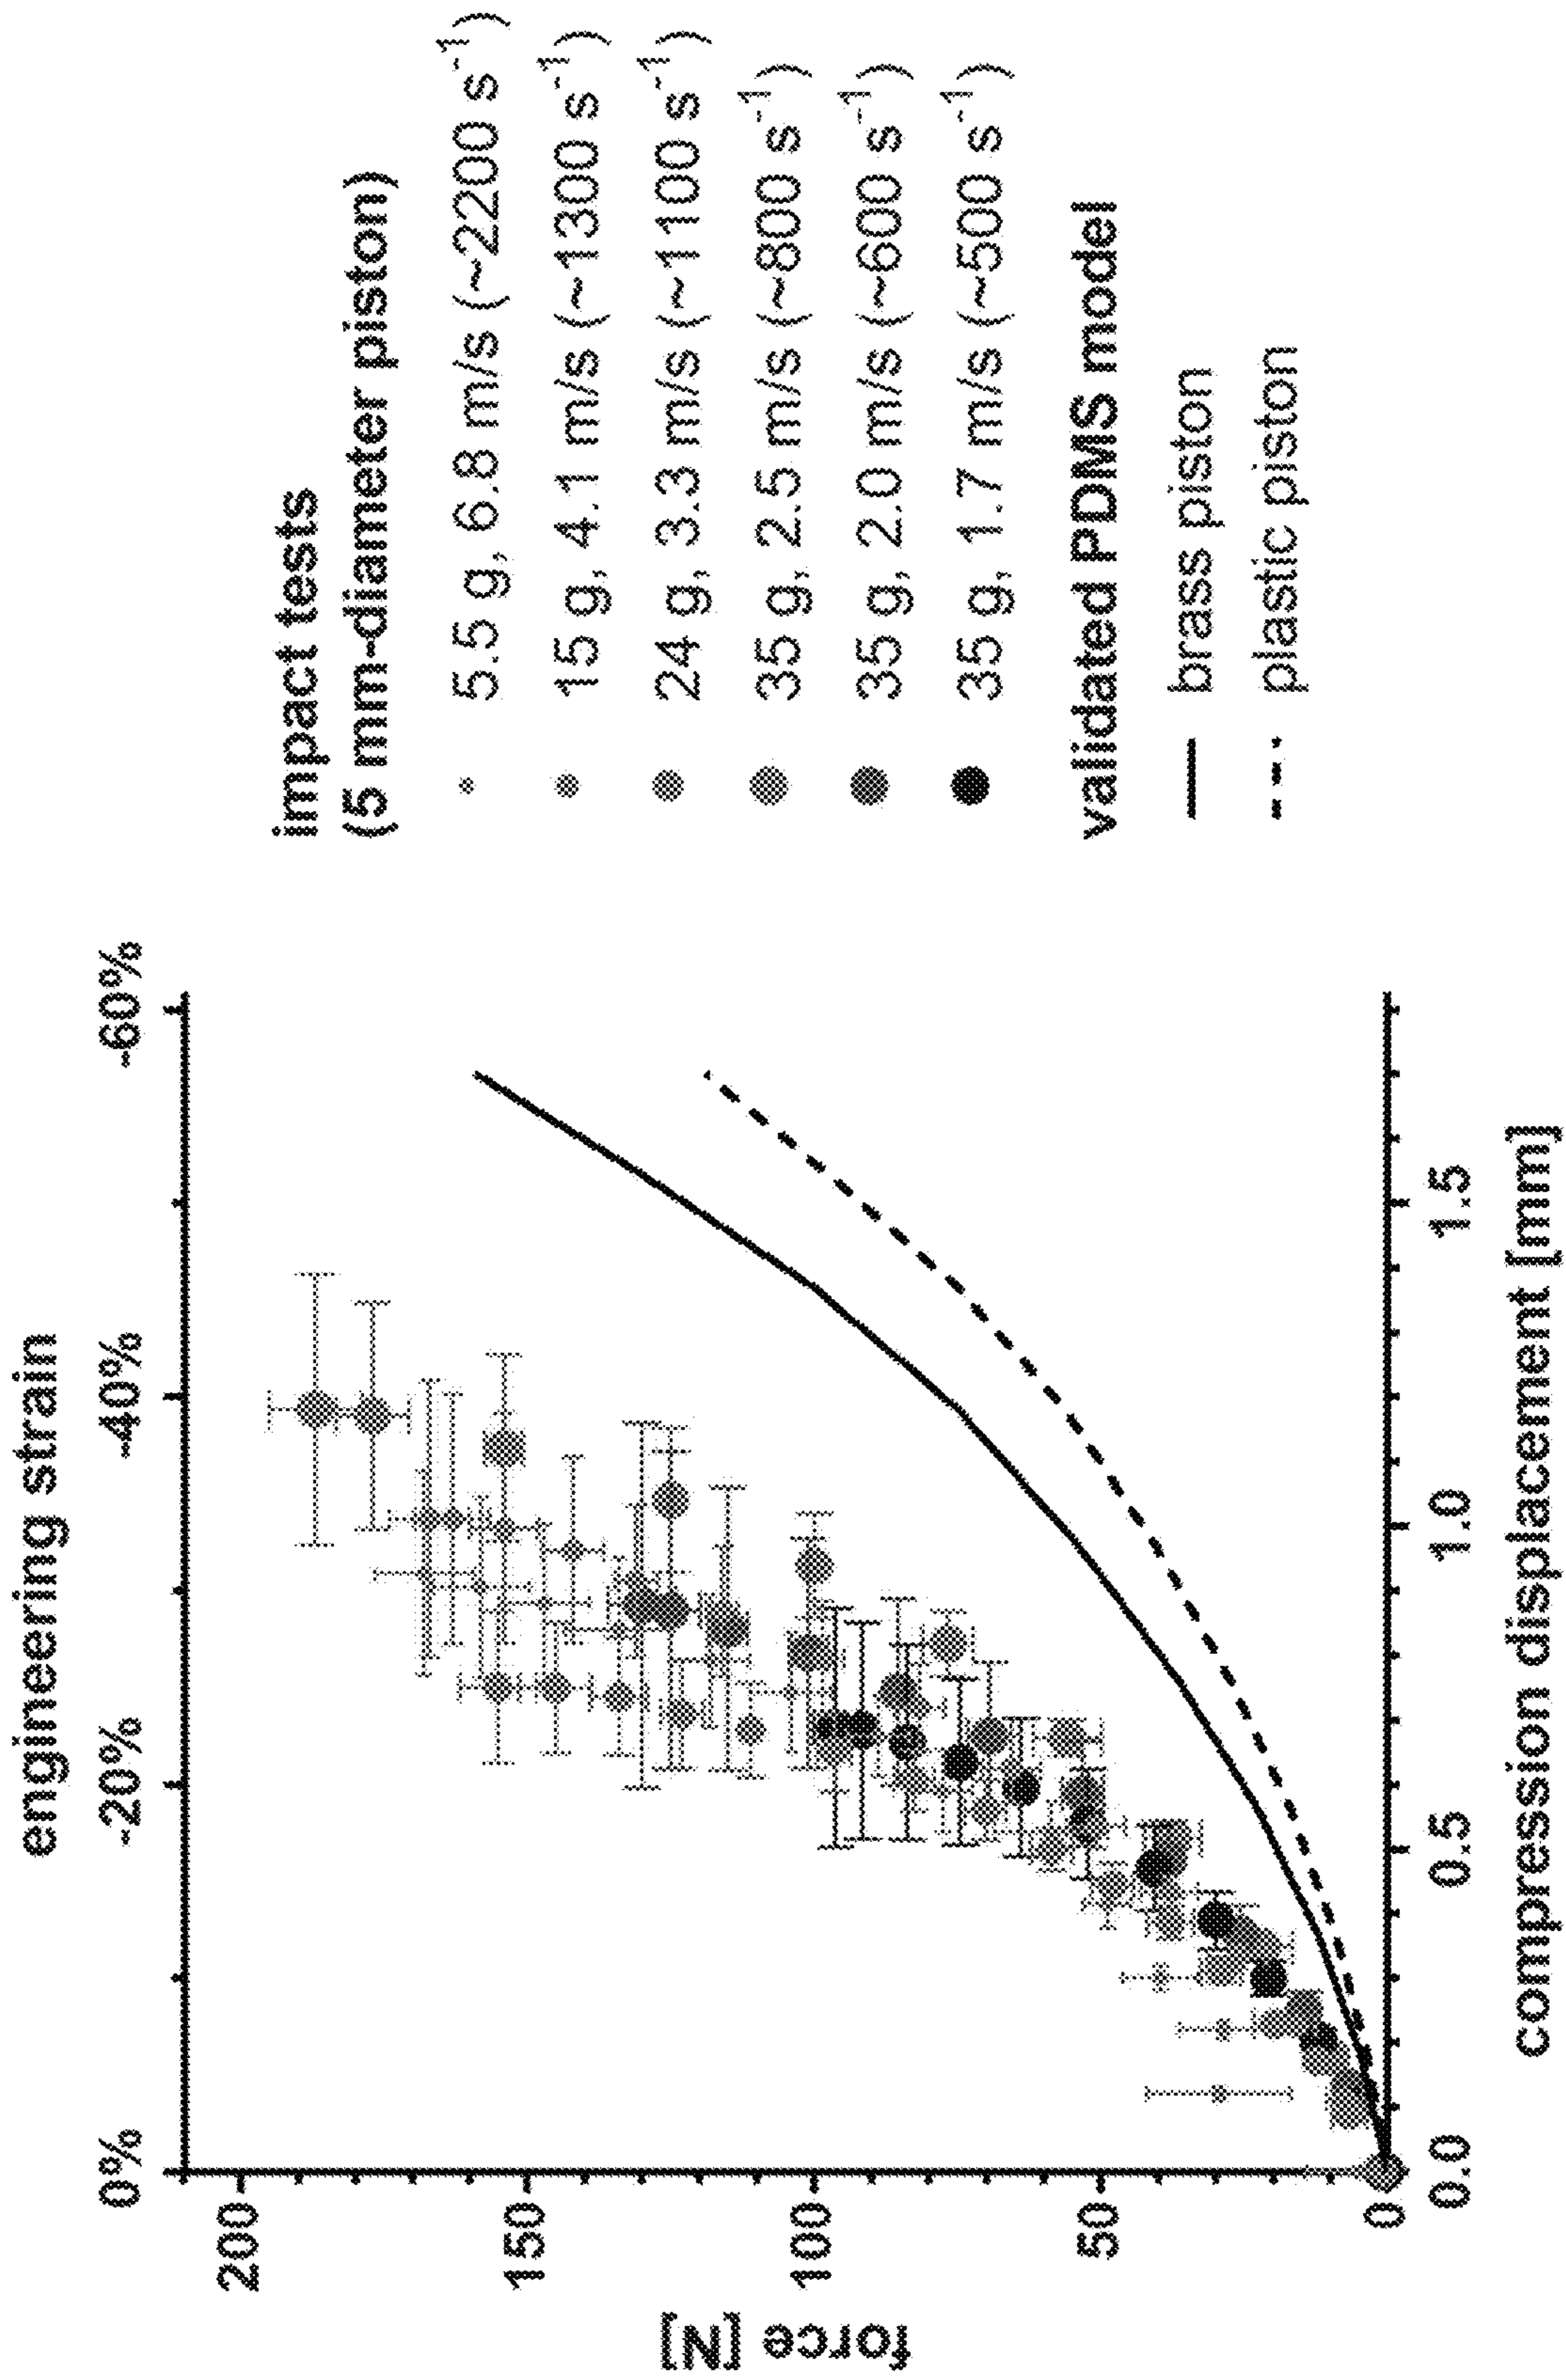 engineering strain
0%
-20%
-40%
-60%
200
150
100
50
0
force [N]
0.0
0.5
1.0
1.5
compression displacement [mm]
impact tests
(5 mm-diameter piston)
5.5 g, 6.8 m/s (~2200 s⁻¹)
15 g, 4.1 m/s (~1300 s⁻¹)
24 g, 3.3 m/s (~1100 s⁻¹)
35 g, 2.5 m/s (~800 s⁻¹)
35 g, 2.0 m/s (~600 s⁻¹)
35 g, 1.7 m/s (~500 s⁻¹)
validated PDMS model
brass piston
plastic piston